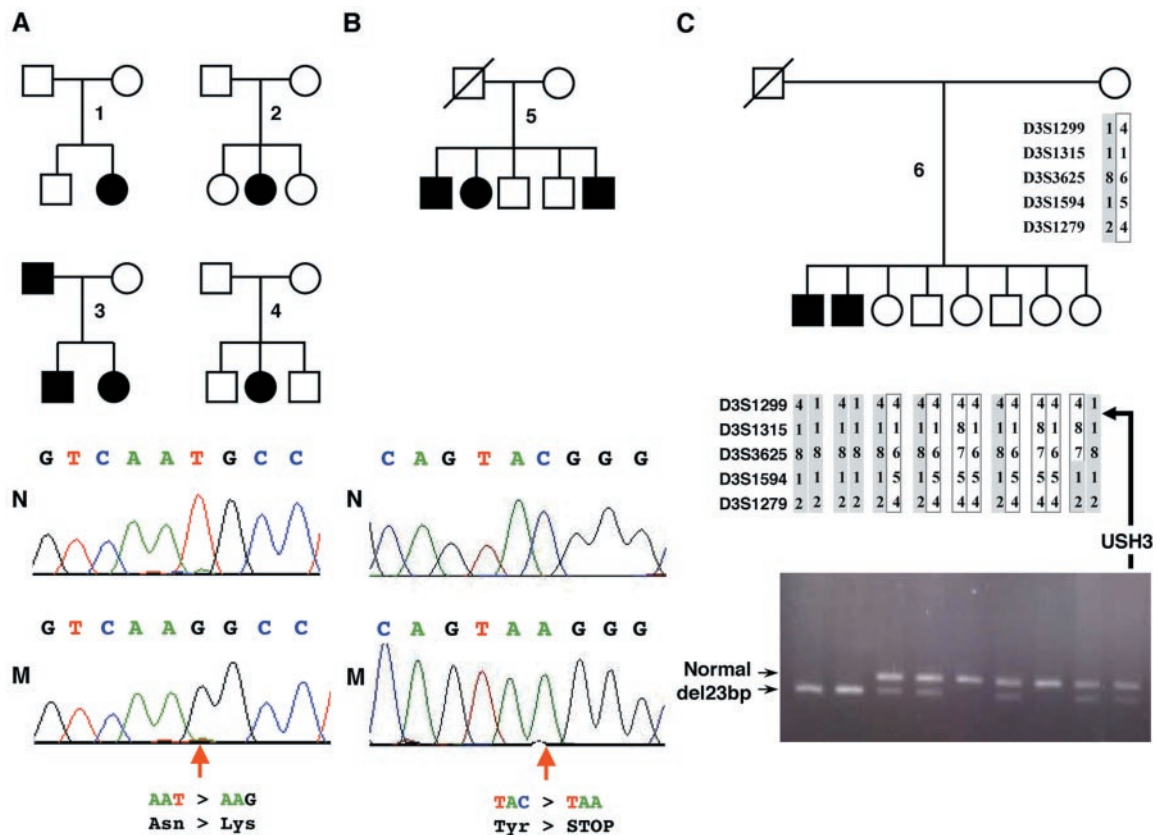 A
B
C
1
2
3
4
5
6
D3S1299 1 4
D3S1315 1 1
D3S3625 8 6
D3S1594 1 5
D3S1279 2 4
D3S1299 4 1 4 1 4 4 4 4 4 4 4 4 4 4 4 1
D3S1315 1 1 1 1 1 1 1 1 8 1 1 1 8 1 8 1
D3S3625 8 8 8 8 8 6 8 6 7 6 8 6 7 6 7 8
D3S1594 1 1 1 1 1 5 1 5 5 5 1 5 5 5 1 1
D3S1279 2 2 2 2 2 4 2 4 4 4 2 4 4 4 2 2
USH3
G T C A A T G C C
N
G T C A A G G C C
M
AAT > AAG
Asn > Lys
C A G T A C G G G
N
C A G T A A G G G
M
TAC > TAA
Tyr > STOP
Normal
del23bp